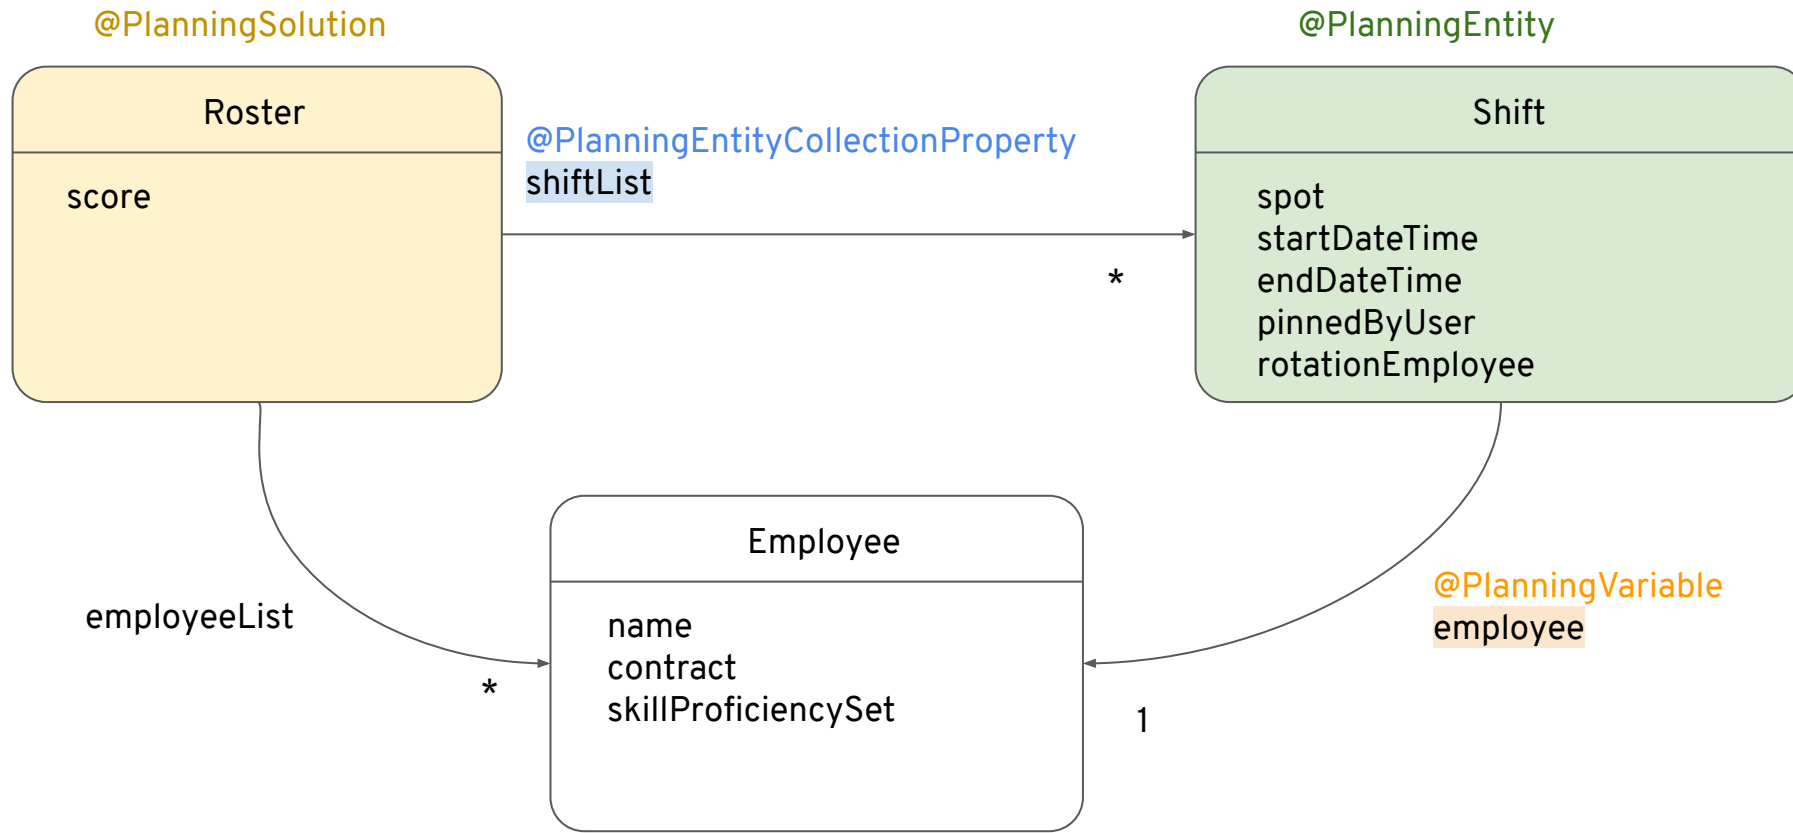 @PlanningSolution
@PlanningEntity
Roster
score
@PlanningEntityCollectionProperty
shiftList
*
Shift
spot
startDateTime
endDateTime
pinnedByUser
rotationEmployee
employeeList
*
Employee
name
contract
skillProficiencySet
@PlanningVariable
employee
1